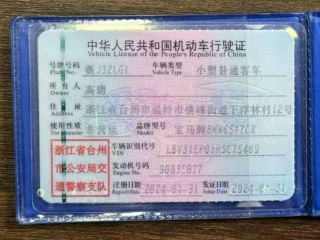 中华人民共和国机动车行驶证
Vehicle License of the People's Republic of China
号牌号码 浙J32LG1 车辆类型 小型普通客车
Plate No. Vehicle Type
所有人 高
Owner
住址 浙江省台州市温岭市横峰街道下洋林村12号
Address
使用性质 非营运 品牌型号 宝马牌BMW6517GX
浙江省台州 车辆识别代号
VIN
市公安局交 发动机号码 90835077
Engine No.
通警察支队 注册日期 2024-01-31 发证日期 2024-01-31
Register Date Issue Date